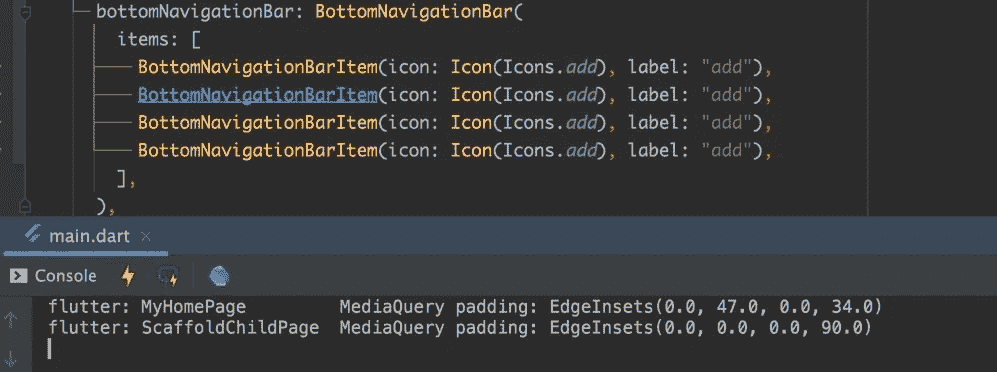 bottomNavigationBar: BottomNavigationBar(
items: [
BottomNavigationBarItem(icon: Icon(Icons.add), label: "add"),
BottomNavigationBarItem(icon: Icon(Icons.add), label: "add"),
BottomNavigationBarItem(icon: Icon(Icons.add), label: "add"),
BottomNavigationBarItem(icon: Icon(Icons.add), label: "add"),
],
),
main.dart
Console
flutter: MyHomePage MediaQuery padding: EdgeInsets(0.0, 47.0, 0.0, 34.0)
flutter: ScaffoldChildPage MediaQuery padding: EdgeInsets(0.0, 0.0, 0.0, 90.0)